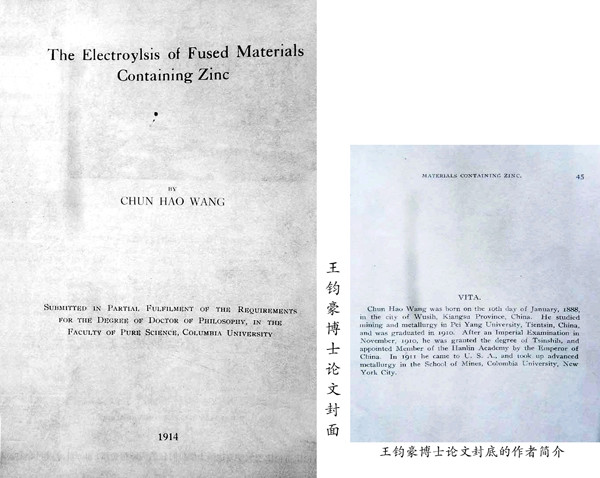 The Electroylsis of Fused Materials
Containing Zinc
BY
CHUN HAO WANG
SUBMITTED IN PARTIAL FULFILMENT OF THE REQUIREMENTS
FOR THE DEGREE OF DOCTOR OF PHILOSOPHY, IN THE
FACULTY OF PURE SCIENCE, COLUMBIA UNIVERSITY
1914
王钧豪博士论文封面
MATERIALS CONTAINING ZINC. 45
VITA.
Chun Hao Wang was born on the 10th day of January, 1888,
in the city of Wusih, Kiangsu Province, China. He studied
mining and metallurgy in Pei Yang University, Tientsin, China,
and was graduated in 1910. After an Imperial Examination in
November, 1910, he was granted the degree of Tsinshih, and
appointed Member of the Hanlin Academy by the Emperor of
China. In 1911 he came to U. S. A., and took up advanced
metallurgy in the School of Mines, Columbia University, New
York City.
王钧豪博士论文封底的作者简介